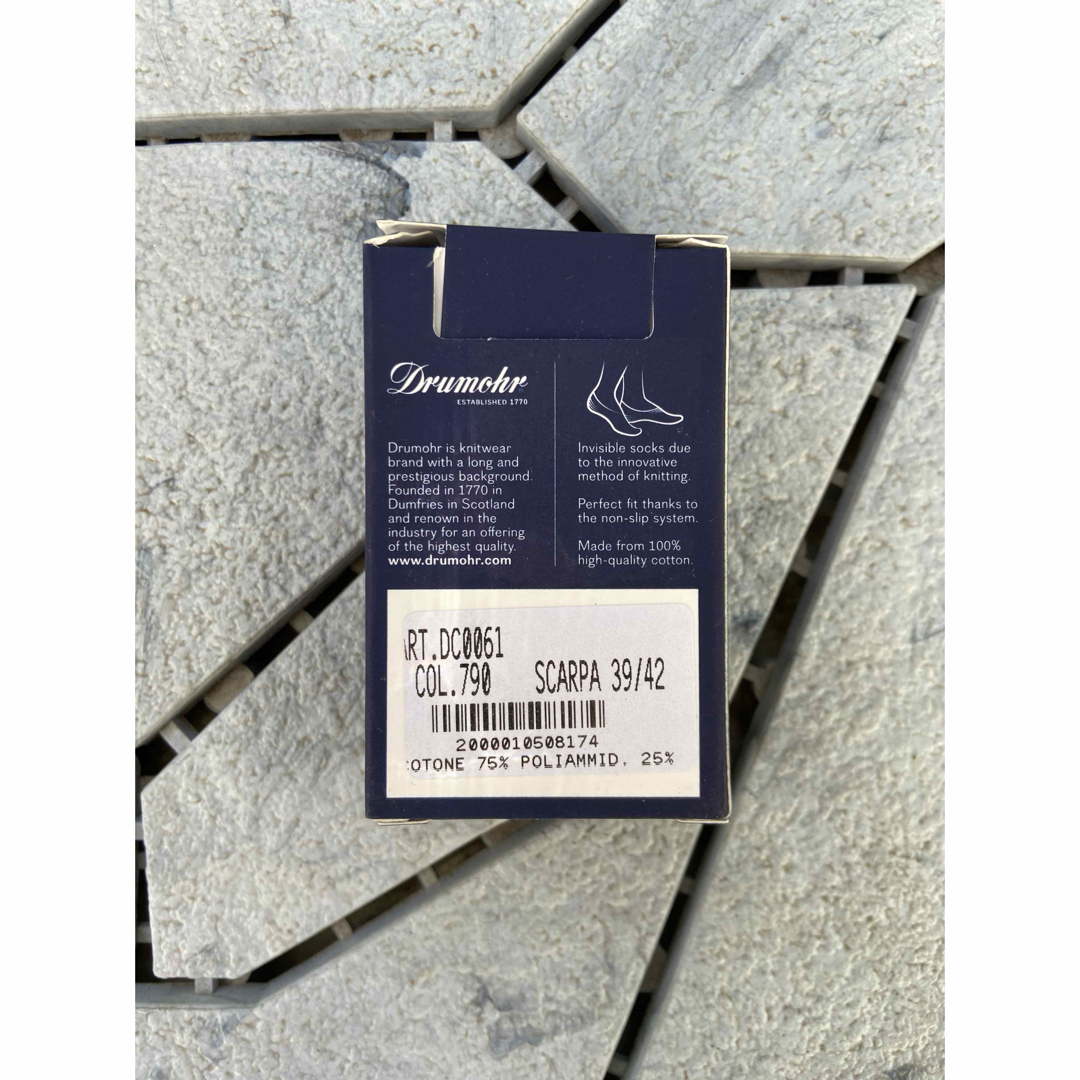 Drumohr
ESTABLISHED 1770
Drumohr is knitwear
brand with a long and
prestigious background.
Founded in 1770 in
Dumfries in Scotland
and renown in the
industry for an offering
of the highest quality.
www.drumohr.com
Invisible socks due
to the innovative
method of knitting.
Perfect fit thanks to
the non-slip system.
Made from 100%
high-quality cotton.
RT.DC0061
COL.790 SCARPA 39/42
2000010508174
OTONE 75% POLIAMMID. 25%